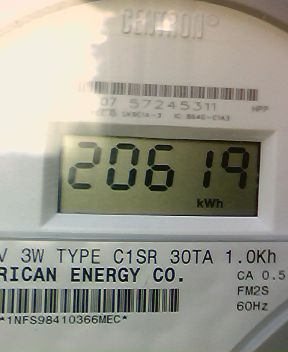 CENTRON®
07 57245311 HPP
20619
kWh
V 3W TYPE C1SR 30TA 1.0Kh
RICAN ENERGY CO.
CA 0.5
FM2S
60Hz
*1NFS98410366MEC*